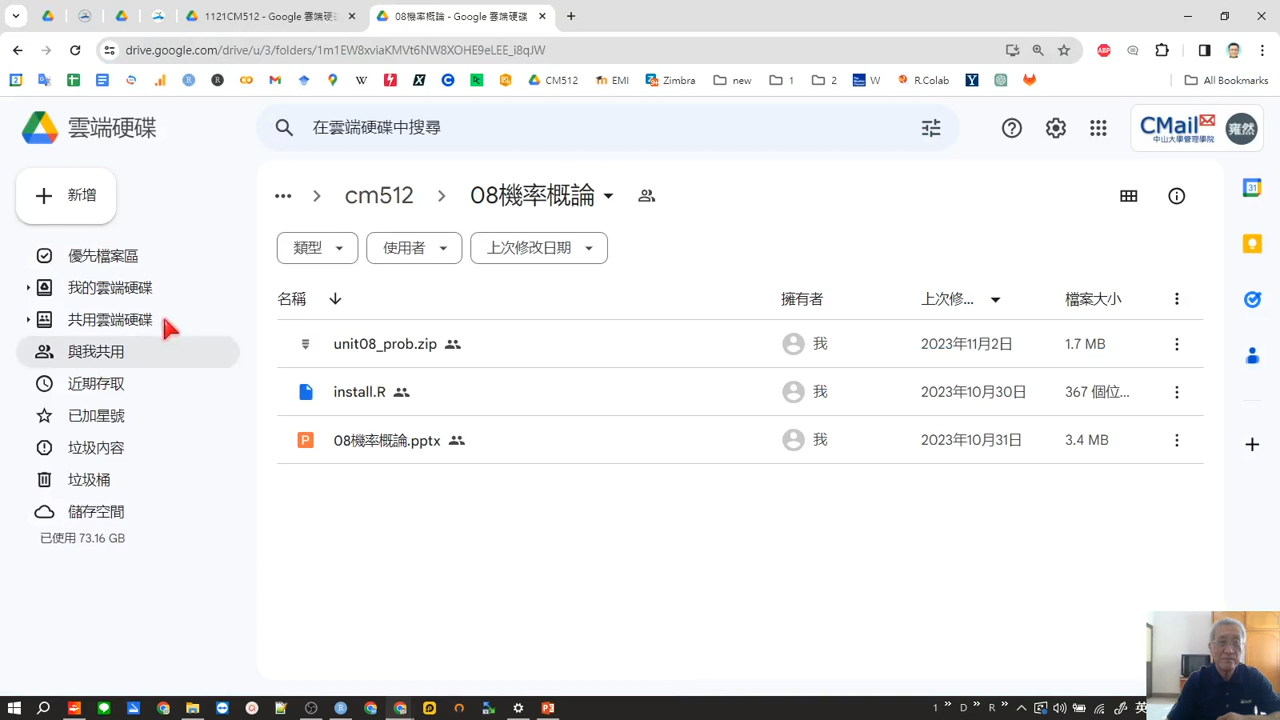 1121CM512 - Google 雲端硬碟
08機率概論 - Google 雲端硬碟
drive.google.com/drive/u/3/folders/1m1EW8xviaKMVt6NW8XOHE9eLEE_i8qJW
CM512
EMI
Zimbra
new
1
2
W
R.Colab
All Bookmarks
雲端硬碟
在雲端硬碟中搜尋
CMail
中山大學管理學院
雍然
新增
cm512
08機率概論
類型
使用者
上次修改日期
優先檔案區
我的雲端硬碟
共用雲端硬碟
與我共用
近期存取
已加星號
垃圾內容
垃圾桶
儲存空間
已使用 73.16 GB
名稱
擁有者
上次修...
檔案大小
unit08_prob.zip
我
2023年11月2日
1.7 MB
install.R
我
2023年10月30日
367 個位...
08機率概論.pptx
我
2023年10月31日
3.4 MB
1
D
R
英